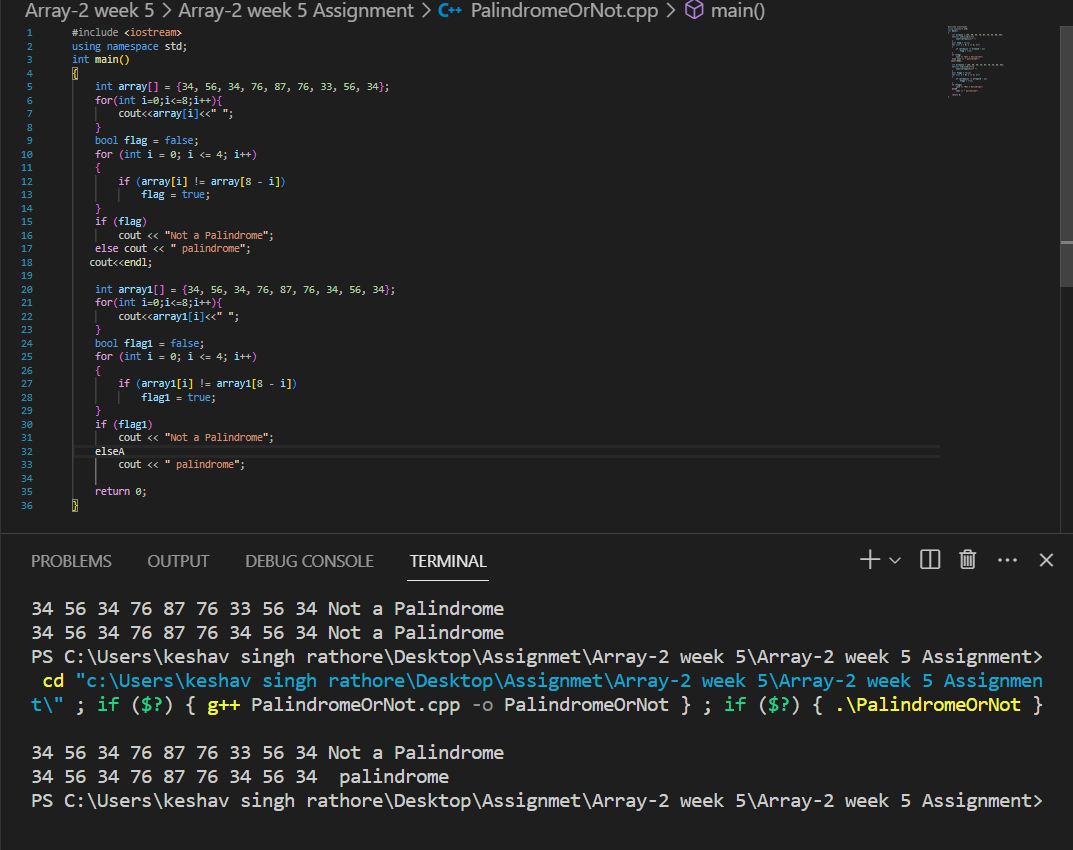 Array-2 week 5 > Array-2 week 5 Assignment > C++ PalindromeOrNot.cpp > main()
1 #include <iostream>
2 using namespace std;
3 int main()
4 {
5 int array[] = {34, 56, 34, 76, 87, 76, 33, 56, 34};
6 for(int i=0;i<=8;i++){
7 cout<<array[i]<<" ";
8 }
9 bool flag = false;
10 for (int i = 0; i <= 4; i++)
11 {
12 if (array[i] != array[8 - i])
13 flag = true;
14 }
15 if (flag)
16 cout << "Not a Palindrome";
17 else cout << " palindrome";
18 cout<<endl;
19
20 int array1[] = {34, 56, 34, 76, 87, 76, 34, 56, 34};
21 for(int i=0;i<=8;i++){
22 cout<<array1[i]<<" ";
23 }
24 bool flag1 = false;
25 for (int i = 0; i <= 4; i++)
26 {
27 if (array1[i] != array1[8 - i])
28 flag1 = true;
29 }
30 if (flag1)
31 cout << "Not a Palindrome";
32 elseA
33 cout << " palindrome";
34
35 return 0;
36 }
PROBLEMS OUTPUT DEBUG CONSOLE TERMINAL
34 56 34 76 87 76 33 56 34 Not a Palindrome
34 56 34 76 87 76 34 56 34 Not a Palindrome
PS C:\Users\keshav singh rathore\Desktop\Assignmet\Array-2 week 5\Array-2 week 5 Assignment>
cd "c:\Users\keshav singh rathore\Desktop\Assignmet\Array-2 week 5\Array-2 week 5 Assignmen
t\" ; if ($?) { g++ PalindromeOrNot.cpp -o PalindromeOrNot } ; if ($?) { .\PalindromeOrNot }
34 56 34 76 87 76 33 56 34 Not a Palindrome
34 56 34 76 87 76 34 56 34  palindrome
PS C:\Users\keshav singh rathore\Desktop\Assignmet\Array-2 week 5\Array-2 week 5 Assignment>